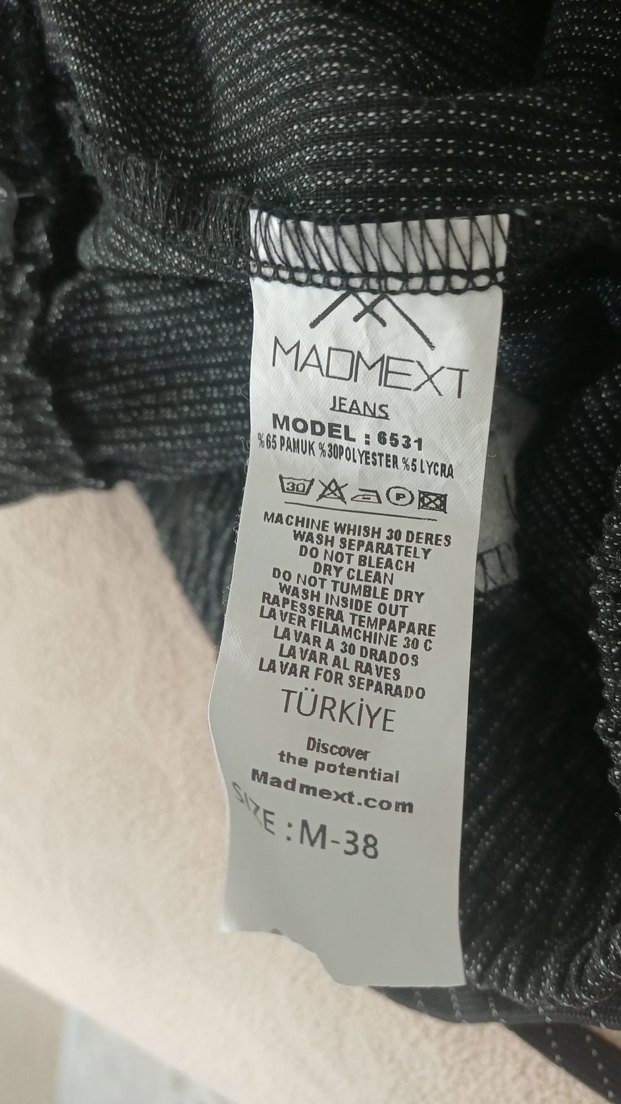 MADMEXT
JEANS
MODEL : 6531
%65 PAMUK %30POLYESTER %5 LYCRA
30 P
MACHINE WHISH 30 DERES
WASH SEPARATELY
DO NOT BLEACH
DRY CLEAN
DO NOT TUMBLE DRY
WASH INSIDE OUT
RAPESSERA TEMPAPARE
LAVER FILAMCHINE 30 C
LAVAR A 30 DRADOS
LAVAR AL RAVES
LAVAR FOR SEPARADO
TÜRKİYE
Discover
the potential
Madmext.com
SIZE : M-38